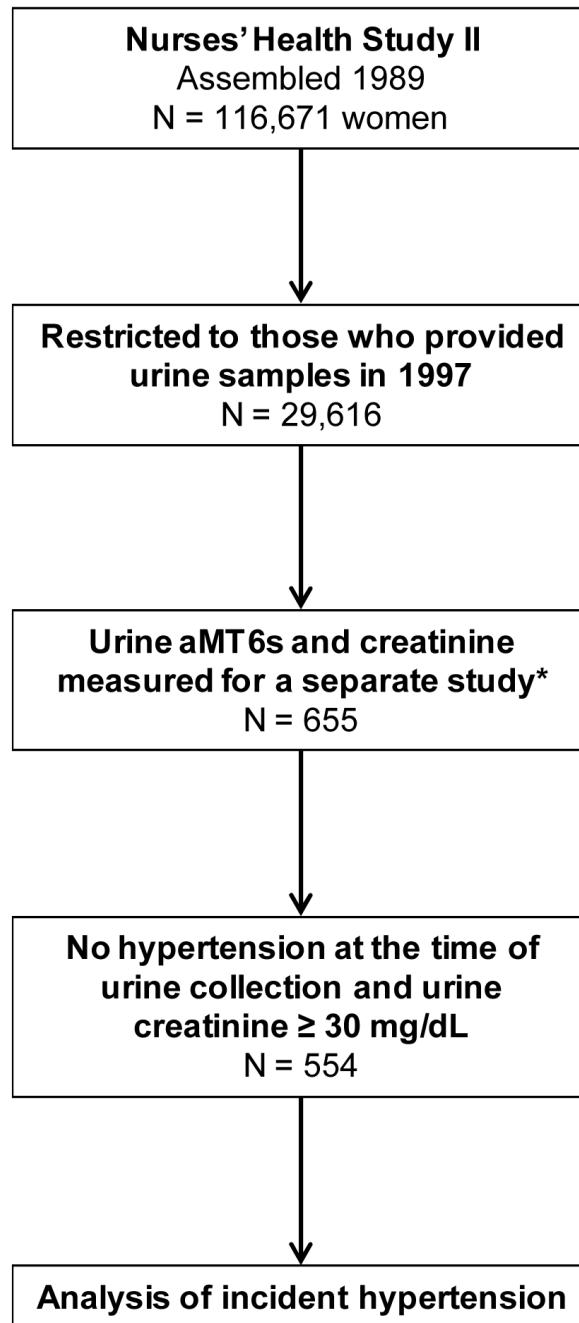 Nurses’ Health Study II
Assembled 1989
N = 116,671 women
Restricted to those who provided
urine samples in 1997
N = 29,616
Urine aMT6s and creatinine
measured for a separate study*
N = 655
No hypertension at the time of
urine collection and urine
creatinine ≥ 30 mg/dL
N = 554
Analysis of incident hypertension